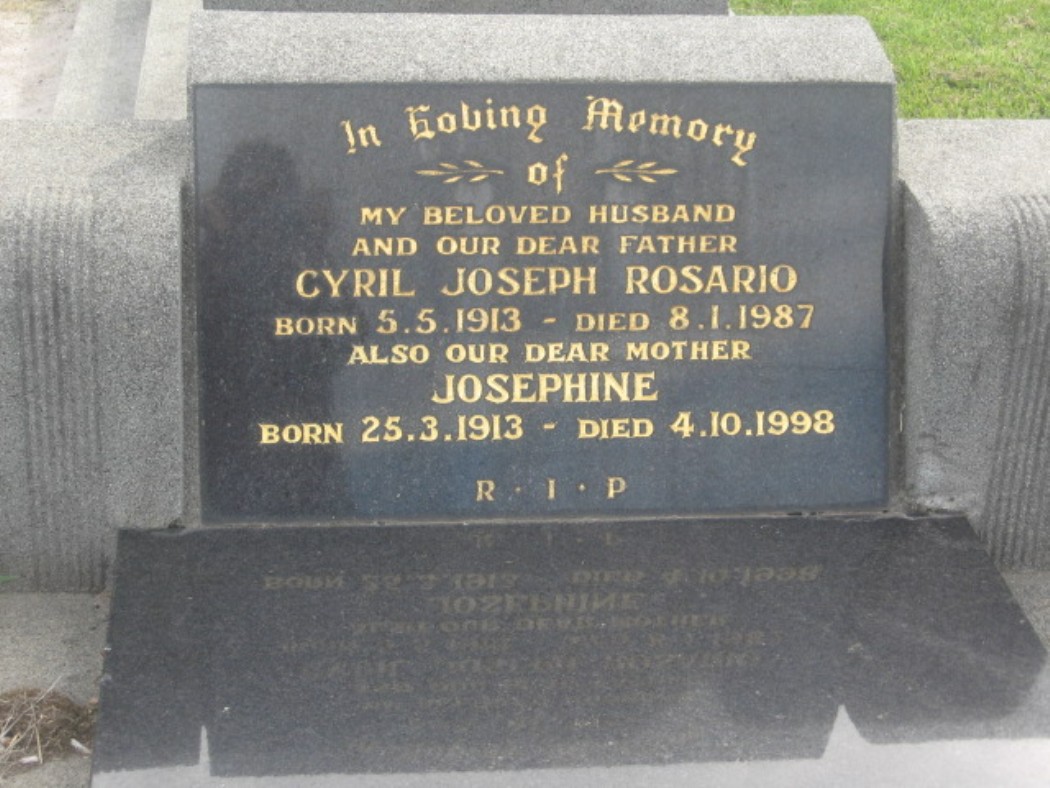 In Loving Memory
of
MY BELOVED HUSBAND
AND OUR DEAR FATHER
CYRIL JOSEPH ROSARIO
BORN 5.5.1913 - DIED 8.1.1987
ALSO OUR DEAR MOTHER
JOSEPHINE
BORN 25.3.1913 - DIED 4.10.1998
R · I · P